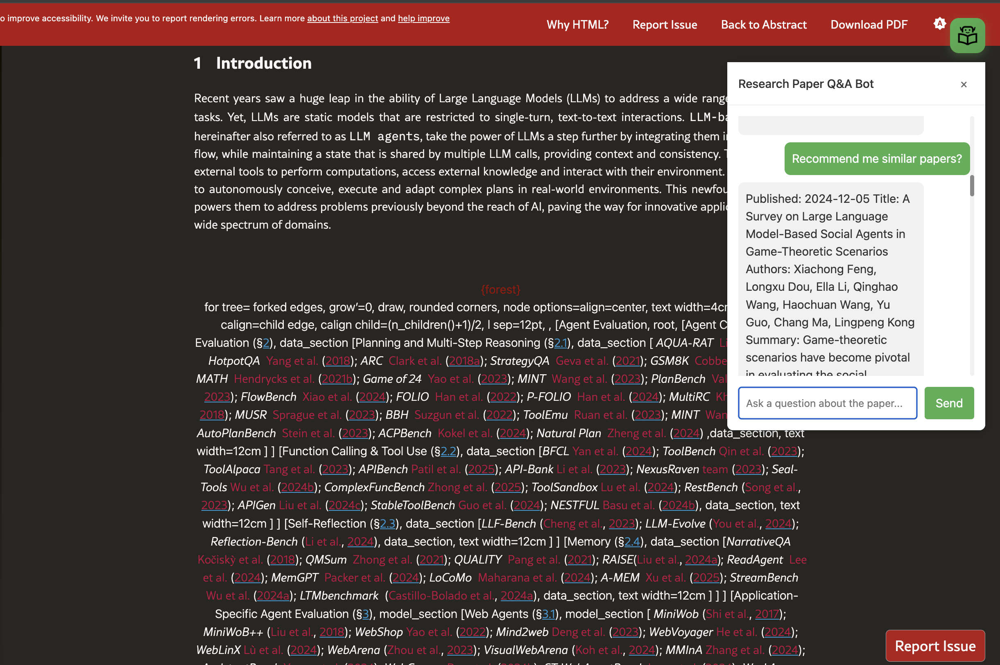 o improve accessibility. We invite you to report rendering errors. Learn more about this project and help improve
Why HTML? Report Issue Back to Abstract Download PDF
1 Introduction
Recent years saw a huge leap in the ability of Large Language Models (LLMs) to address a wide range
tasks. Yet, LLMs are static models that are restricted to single-turn, text-to-text interactions. LLM-ba
hereinafter also referred to as LLM agents, take the power of LLMs a step further by integrating them in
flow, while maintaining a state that is shared by multiple LLM calls, providing context and consistency. T
external tools to perform computations, access external knowledge and interact with their environment.
to autonomously conceive, execute and adapt complex plans in real-world environments. This newfou
powers them to address problems previously beyond the reach of AI, paving the way for innovative applic
wide spectrum of domains.
{forest}
for tree= forked edges, grow'=0, draw, rounded corners, node options=align=center, text width=4cm
calign=child edge, calign child=(n_children()+1)/2, l sep=12pt, , [Agent Evaluation, root, [Agent C
Evaluation (§2), data_section [Planning and Multi-Step Reasoning (§2.1), data_section [ AQUA-RAT Li
HotpotQA Yang et al. (2018); ARC Clark et al. (2018a); StrategyQA Geva et al. (2021); GSM8K Cobbe
MATH Hendrycks et al. (2021b); Game of 24 Yao et al. (2023); MINT Wang et al. (2023); PlanBench Val
2023); FlowBench Xiao et al. (2024); FOLIO Han et al. (2022); P-FOLIO Han et al. (2024); MultiRC Kh
2018); MUSR Sprague et al. (2023); BBH Suzgun et al. (2022); ToolEmu Ruan et al. (2023); MINT Wan
AutoPlanBench Stein et al. (2023); ACPBench Kokel et al. (2024); Natural Plan Zheng et al. (2024) ,data_section, text
width=12cm ] ] [Function Calling & Tool Use (§2.2), data_section [BFCL Yan et al. (2024); ToolBench Qin et al. (2023);
ToolAlpaca Tang et al. (2023); APIBench Patil et al. (2025); API-Bank Li et al. (2023); NexusRaven team (2023); Seal-
Tools Wu et al. (2024b); ComplexFuncBench Zhong et al. (2025); ToolSandbox Lu et al. (2024); RestBench (Song et al.,
2023); APIGen Liu et al. (2024c); StableToolBench Guo et al. (2024); NESTFUL Basu et al. (2024b), data_section, text
width=12cm ] ] [Self-Reflection (§2.3), data_section [LLF-Bench (Cheng et al., 2023); LLM-Evolve (You et al., 2024);
Reflection-Bench (Li et al., 2024), data_section, text width=12cm ] ] [Memory (§2.4), data_section [NarrativeQA
Kočiskỳ et al. (2018); QMSum Zhong et al. (2021); QUALITY Pang et al. (2021); RAISE(Liu et al., 2024a); ReadAgent Lee
et al. (2024); MemGPT Packer et al. (2024); LoCoMo Maharana et al. (2024); A-MEM Xu et al. (2025); StreamBench
Wu et al. (2024a); LTMbenchmark (Castillo-Bolado et al., 2024a), data_section, text width=12cm ] ] ] [Application-
Specific Agent Evaluation (§3), model_section [Web Agents (§3.1), model_section [ MiniWob (Shi et al., 2017);
MiniWoB++ (Liu et al., 2018); WebShop Yao et al. (2022); Mind2web Deng et al. (2023); WebVoyager He et al. (2024);
WebLinX Lù et al. (2024); WebArena (Zhou et al., 2023); VisualWebArena (Koh et al., 2024); MMInA Zhang et al. (2024);
Research Paper Q&A Bot ×
Recommend me similar papers?
Published: 2024-12-05 Title: A
Survey on Large Language
Model-Based Social Agents in
Game-Theoretic Scenarios
Authors: Xiachong Feng,
Longxu Dou, Ella Li, Qinghao
Wang, Haochuan Wang, Yu
Guo, Chang Ma, Lingpeng Kong
Summary: Game-theoretic
scenarios have become pivotal
in evaluating the social
Ask a question about the paper...
Send
Report Issue